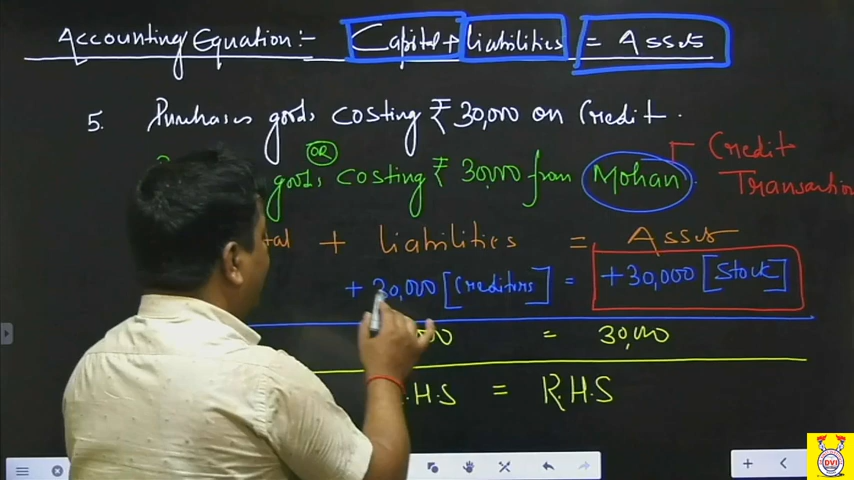 Accounting Equation:- Capital + liabilities = Assets
5. Purchases goods costing ₹ 30,000 on Credit.
OR
goods costing ₹ 30,000 from Mohan. Credit Transaction
+ liabilities = Assets
+ 30,000 [Creditors] = +30,000 [Stock]
= 30,000
.H.S = R.H.S
DVI